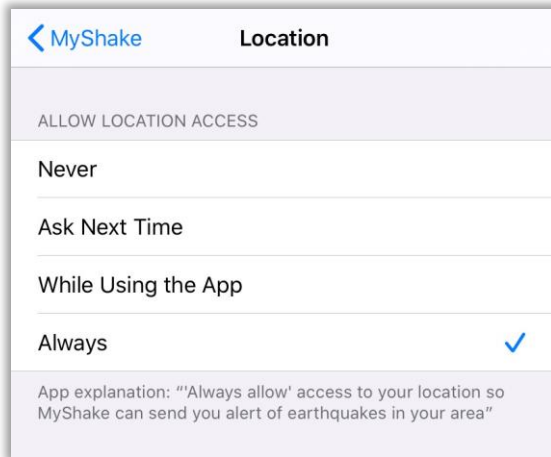 MyShake Location
ALLOW LOCATION ACCESS
Never
Ask Next Time
While Using the App
Always
App explanation: “'Always allow' access to your location so
MyShake can send you alert of earthquakes in your area”